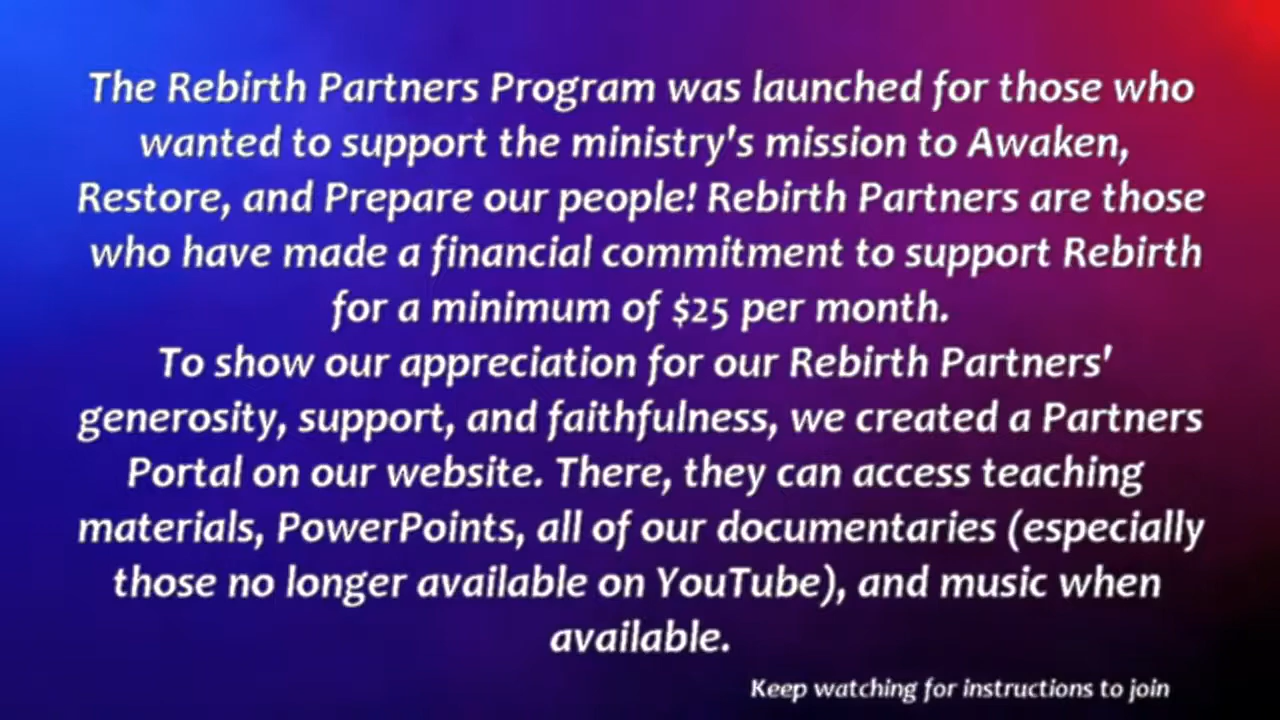 The Rebirth Partners Program was launched for those who
wanted to support the ministry's mission to Awaken,
Restore, and Prepare our people! Rebirth Partners are those
who have made a financial commitment to support Rebirth
for a minimum of $25 per month.
To show our appreciation for our Rebirth Partners'
generosity, support, and faithfulness, we created a Partners
Portal on our website. There, they can access teaching
materials, PowerPoints, all of our documentaries (especially
those no longer available on YouTube), and music when
available.
Keep watching for instructions to join